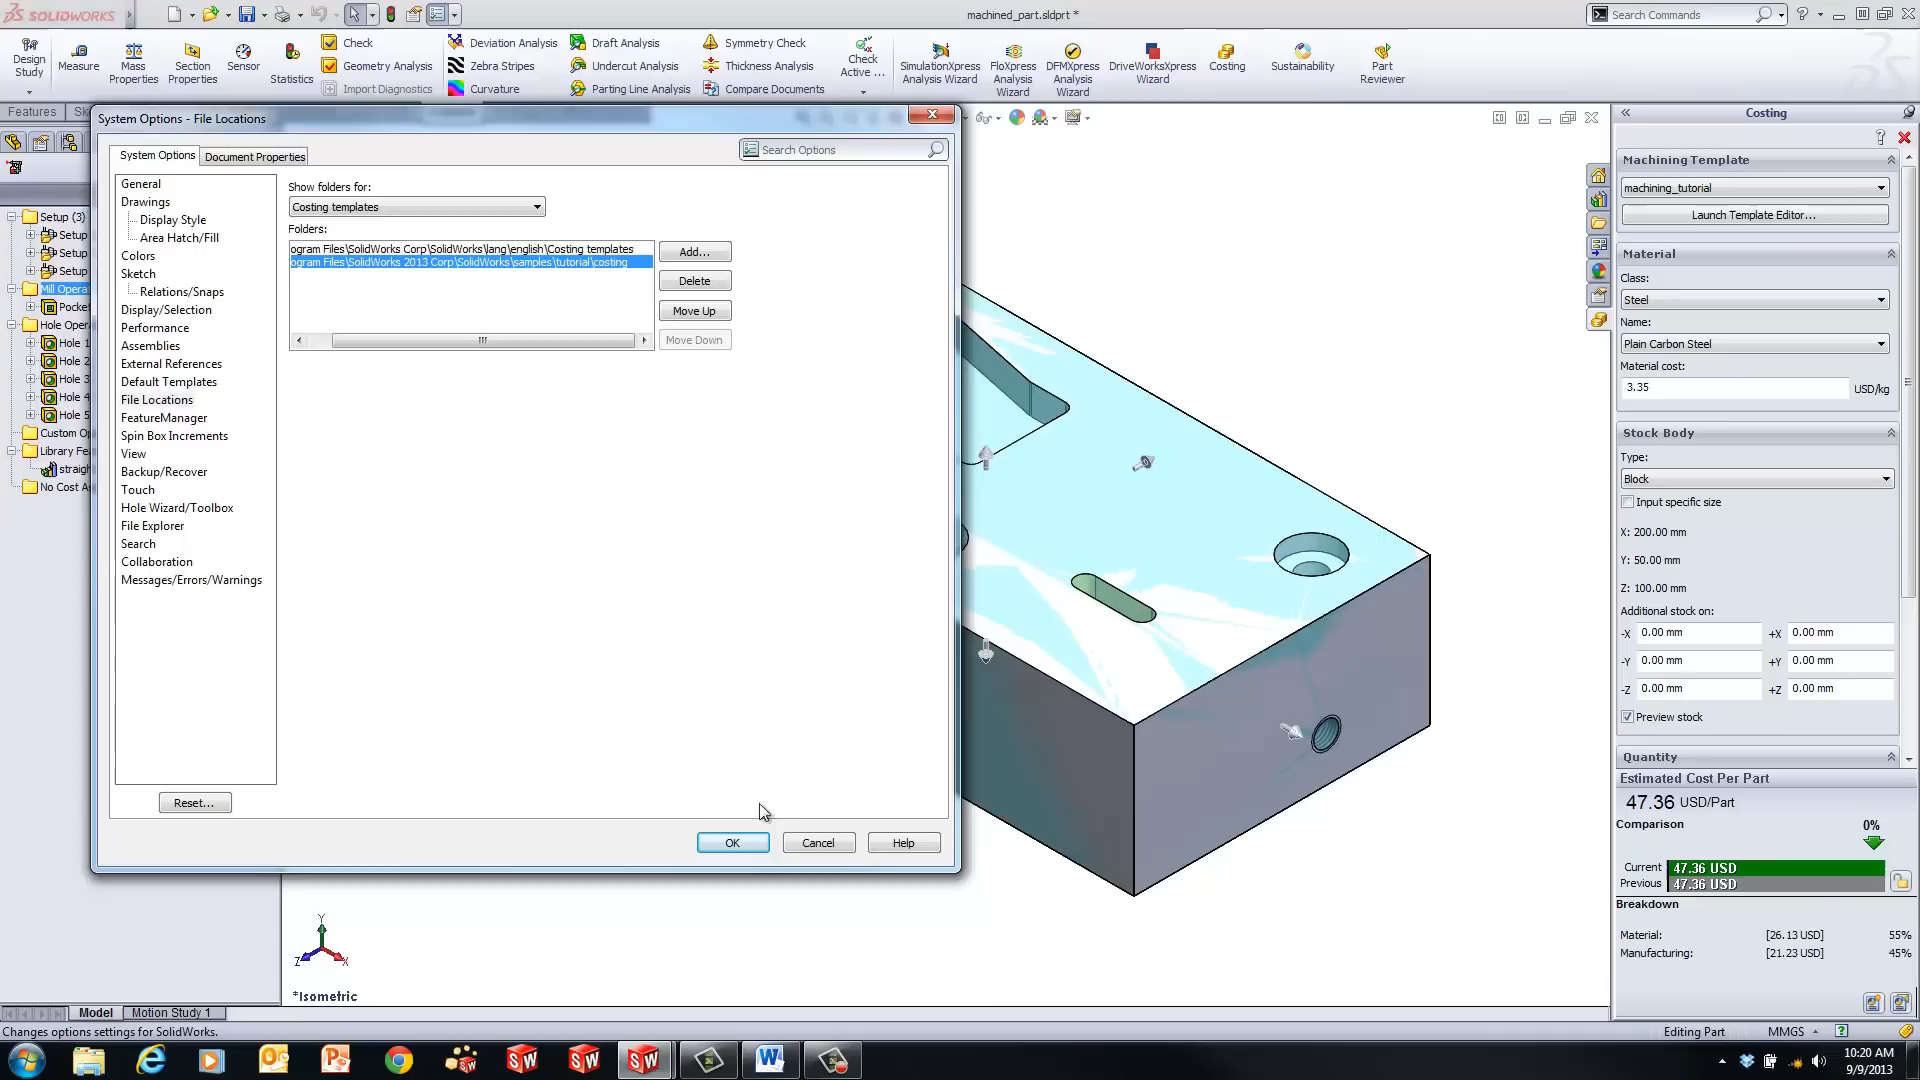 SOLIDWORKS
machined_part.sldprt *
Search Commands
Design Study
Measure
Mass Properties
Section Properties
Sensor
Statistics
Check
Geometry Analysis
Import Diagnostics
Deviation Analysis
Zebra Stripes
Curvature
Draft Analysis
Undercut Analysis
Parting Line Analysis
Symmetry Check
Thickness Analysis
Compare Documents
Check Active ...
SimulationXpress Analysis Wizard
FloXpress Analysis Wizard
DFMXpress Analysis Wizard
DriveWorksXpress Wizard
Costing
Sustainability
Part Reviewer
Features
Sk
Setup (3)
Setup
Setup
Setup
Mill Opera
Pocket
Hole Oper
Hole 1
Hole 2
Hole 3
Hole 4
Hole 5
Custom Op
Library Fea
straigh
No Cost As
System Options - File Locations
System Options
Document Properties
Search Options
General
Drawings
Display Style
Area Hatch/Fill
Colors
Sketch
Relations/Snaps
Display/Selection
Performance
Assemblies
External References
Default Templates
File Locations
FeatureManager
Spin Box Increments
View
Backup/Recover
Touch
Hole Wizard/Toolbox
File Explorer
Search
Collaboration
Messages/Errors/Warnings
Reset...
Show folders for:
Costing templates
Folders:
ogram Files\SolidWorks Corp\SolidWorks\lang\english\Costing templates
ogram Files\SolidWorks 2013 Corp\SolidWorks\samples\tutorial\costing
Add...
Delete
Move Up
Move Down
OK
Cancel
Help
Y
Z
X
*Isometric
Costing
Machining Template
machining_tutorial
Launch Template Editor...
Material
Class:
Steel
Name:
Plain Carbon Steel
Material cost:
3.35 USD/kg
Stock Body
Type:
Block
Input specific size
X: 200.00 mm
Y: 50.00 mm
Z: 100.00 mm
Additional stock on:
-X 0.00 mm +X 0.00 mm
-Y 0.00 mm +Y 0.00 mm
-Z 0.00 mm +Z 0.00 mm
Preview stock
Quantity
Estimated Cost Per Part
47.36 USD/Part
Comparison 0%
Current 47.36 USD
Previous 47.36 USD
Breakdown
Material: [26.13 USD] 55%
Manufacturing: [21.23 USD] 45%
Model
Motion Study 1
Changes options settings for SolidWorks.
Editing Part
MMGS
10:20 AM
9/9/2013